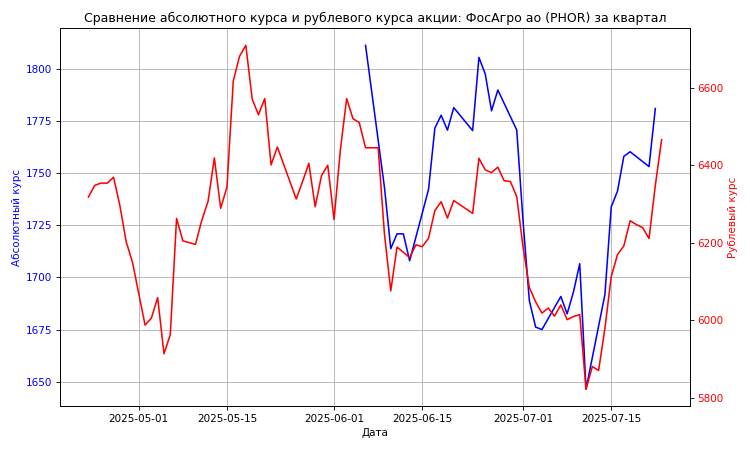 Сравнение абсолютного курса и рублевого курса акции: ФосАгро ао (PHOR) за квартал
Абсолютный курс
1800
1775
1750
1725
1700
1675
1650
6600
6400
6200
6000
5800
Рублевый курс
2025-05-01 2025-05-15 2025-06-01 2025-06-15 2025-07-01 2025-07-15
Дата